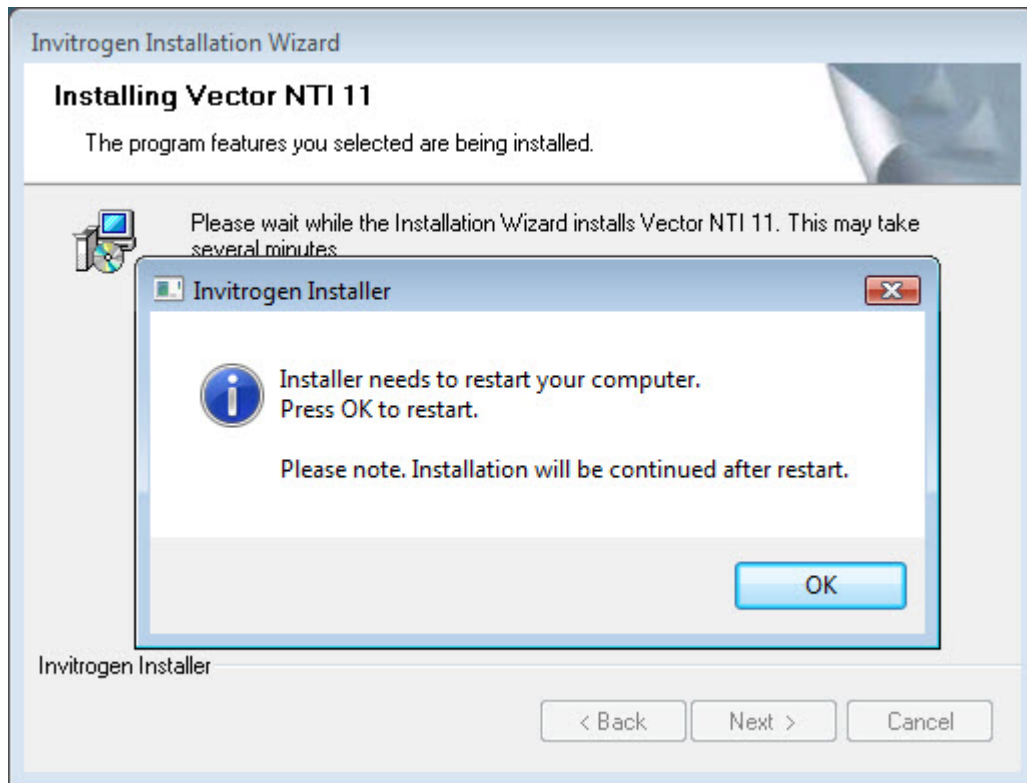 Invitrogen Installation Wizard
Installing Vector NTI 11
The program features you selected are being installed.
Please wait while the Installation Wizard installs Vector NTI 11. This may take
several minutes
Invitrogen Installer
Installer needs to restart your computer.
Press OK to restart.
Please note. Installation will be continued after restart.
OK
Invitrogen Installer
< Back
Next >
Cancel